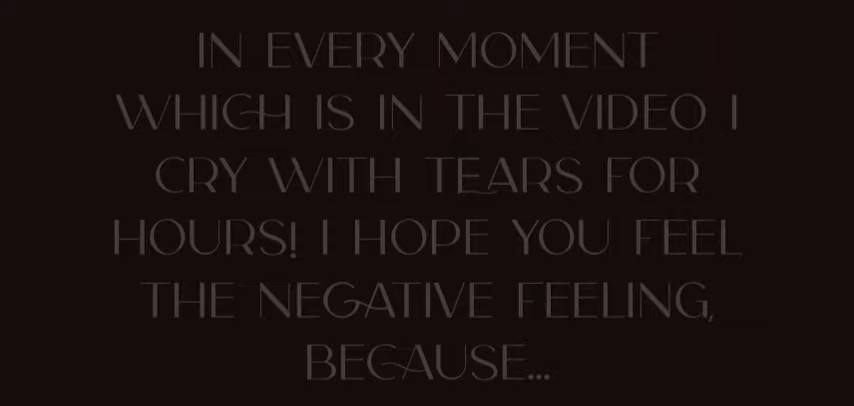 IN EVERY MOMENT
WHICH IS IN THE VIDEO I
CRY WITH TEARS FOR
HOURS! I HOPE YOU FEEL
THE NEGATIVE FEELING,
BECAUSE...